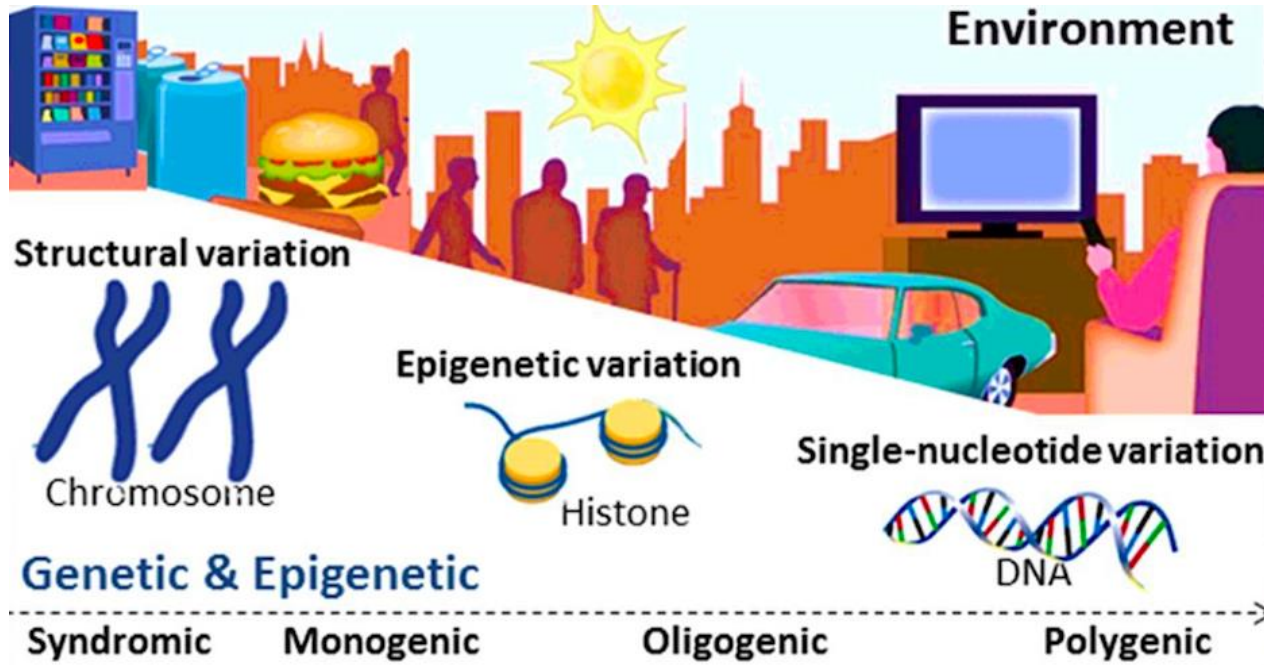 Environment
Structural variation
Chromosome
Epigenetic variation
Histone
Single-nucleotide variation
DNA
Genetic & Epigenetic
Syndromic Monogenic Oligogenic Polygenic